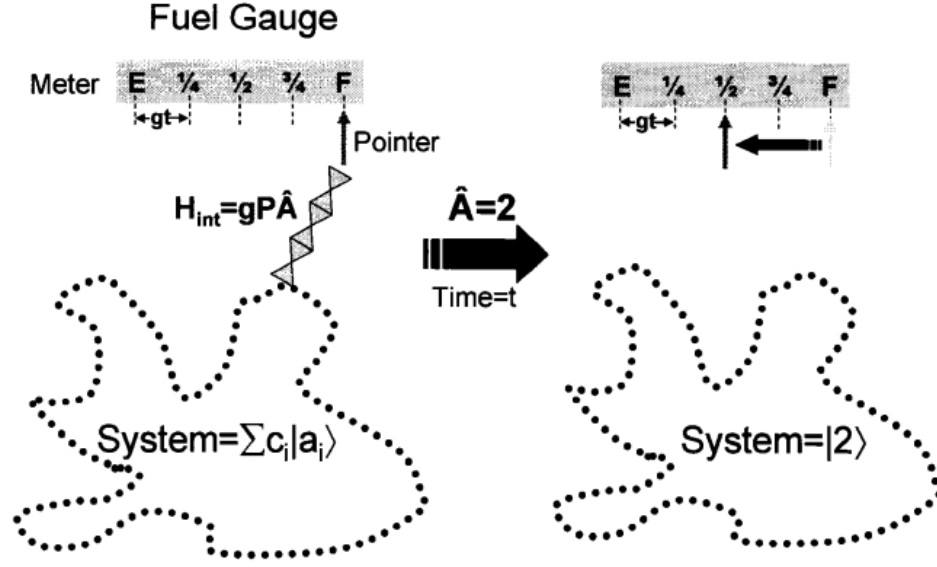 Fuel Gauge
Meter E ¼ ½ ¾ F
gt
Pointer
H_int=gPÂ
System=∑c_i|a_i⟩
Â=2
Time=t
E ¼ ½ ¾ F
gt
System=|2⟩